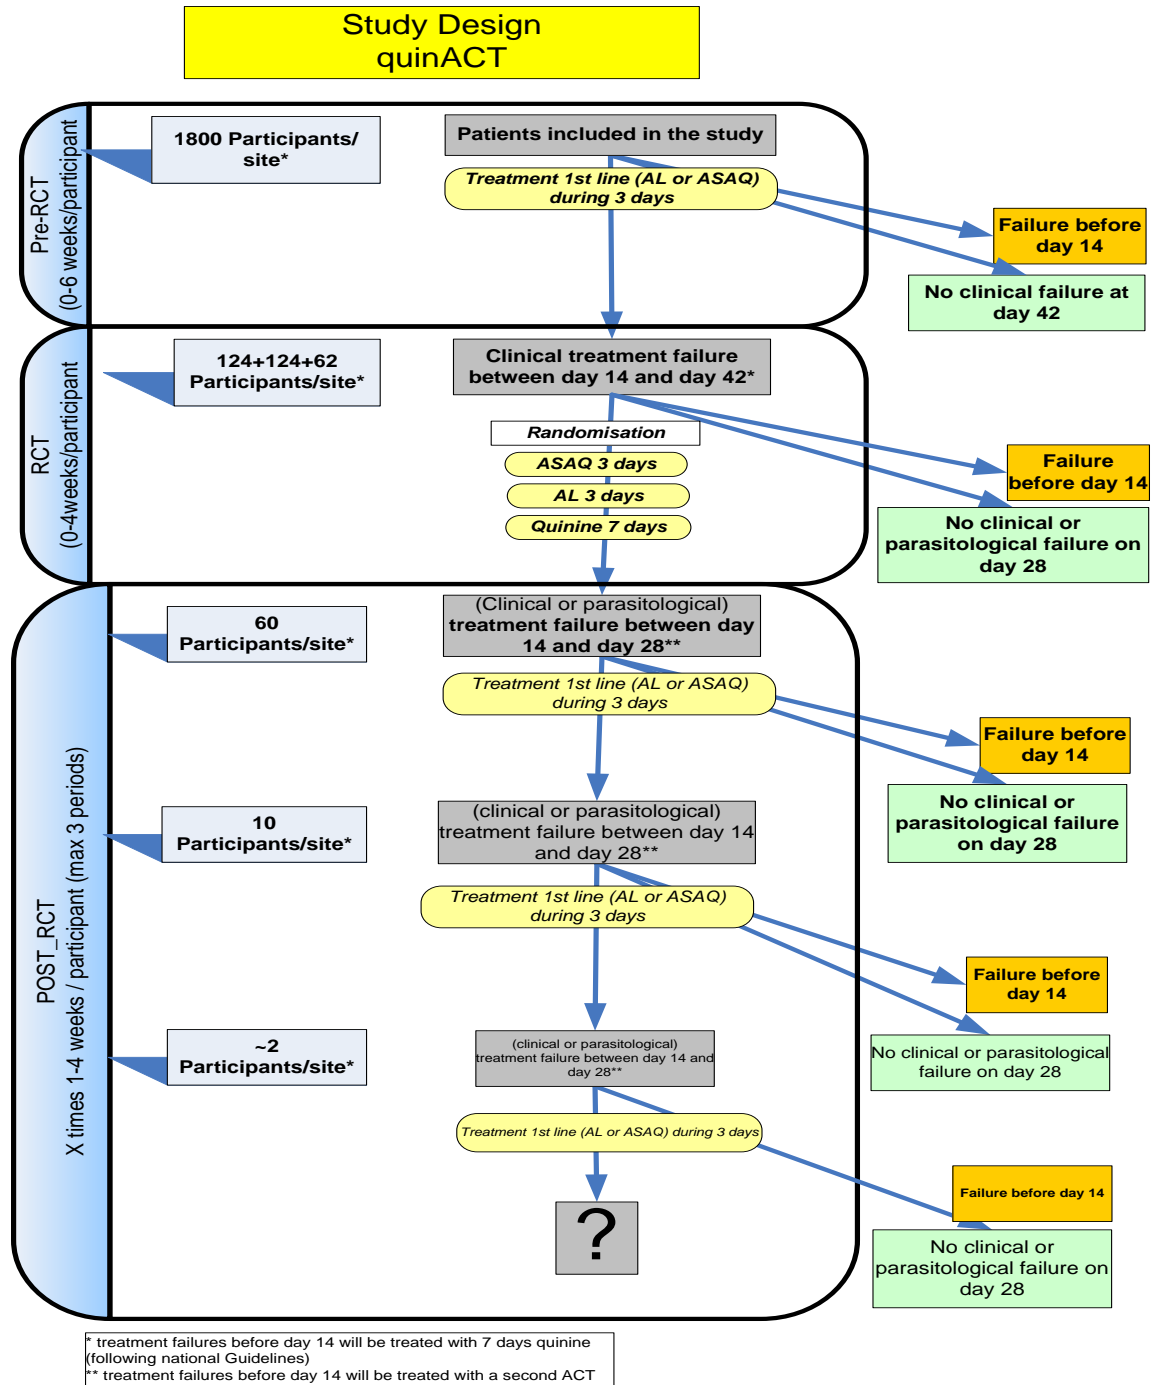 Study Design
quinACT
Pre-RCT
(0-6 weeks/participant
1800 Participants/
site*
Patients included in the study
Treatment 1st line (AL or ASAQ)
during 3 days
Failure before
day 14
No clinical failure at
day 42
RCT
(0-4weeks/participant)
124+124+62
Participants/site*
Clinical treatment failure
between day 14 and day 42*
Randomisation
ASAQ 3 days
AL 3 days
Quinine 7 days
Failure
before day 14
No clinical or
parasitological failure on
day 28
POST_RCT
X times 1-4 weeks / participant (max 3 periods)
60
Participants/site*
(Clinical or parasitological)
treatment failure between day
14 and day 28**
Treatment 1st line (AL or ASAQ)
during 3 days
Failure before
day 14
No clinical or
parasitological failure
on day 28
10
Participants/site*
(clinical or parasitological)
treatment failure between day 14
and day 28**
Treatment 1st line (AL or ASAQ)
during 3 days
Failure before
day 14
No clinical or parasitological
failure on day 28
~2
Participants/site*
(clinical or parasitological)
treatment failure between day 14 and
day 28**
Treatment 1st line (AL or ASAQ) during 3 days
Failure before day 14
No clinical or
parasitological failure on
day 28
?
* treatment failures before day 14 will be treated with 7 days quinine
(following national Guidelines)
** treatment failures before day 14 will be treated with a second ACT